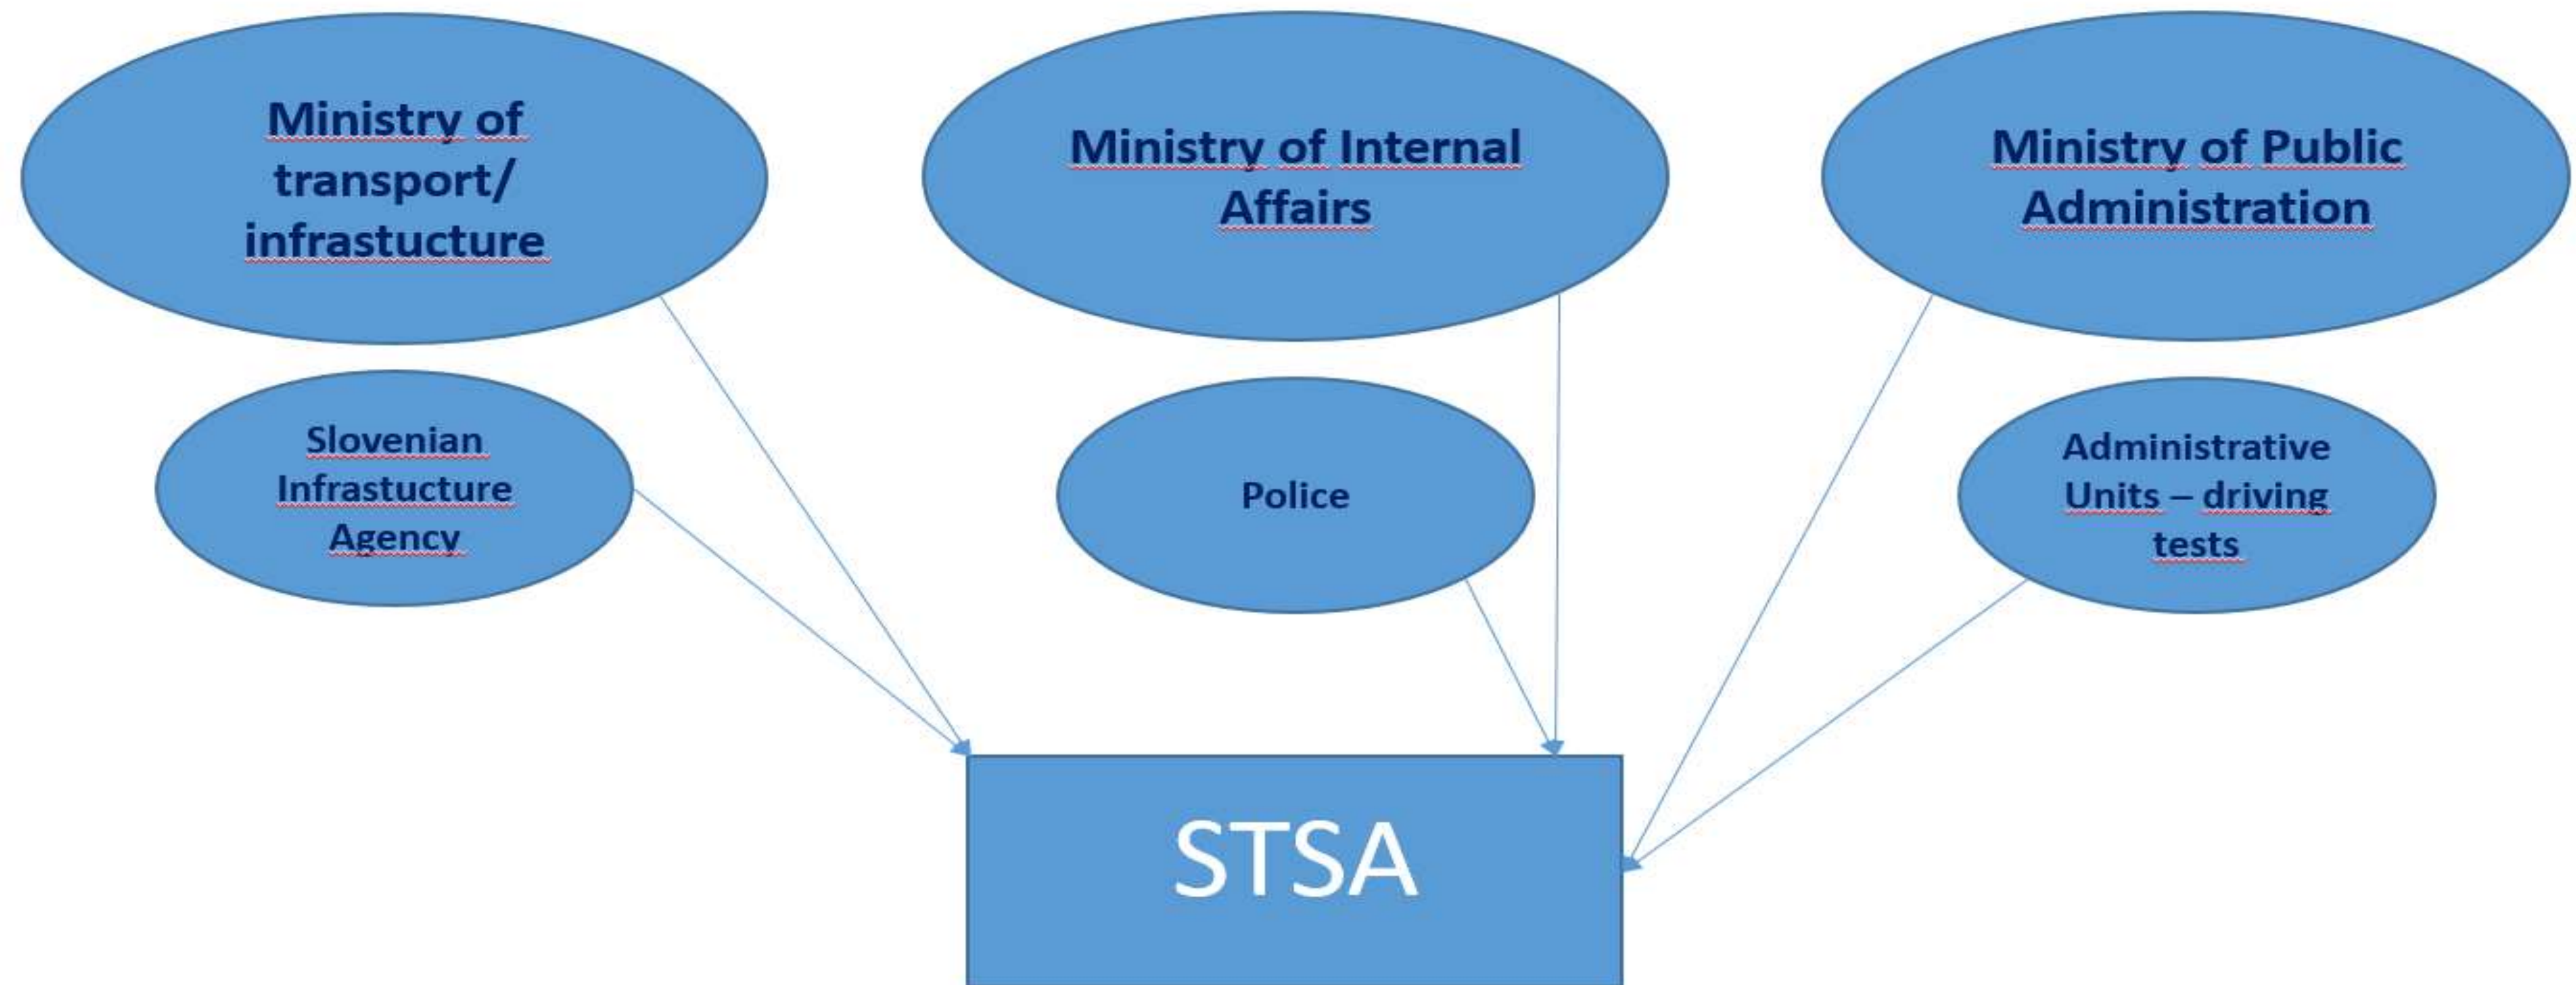 Ministry of
transport/
infrastucture
Ministry of Internal
Affairs
Ministry of Public
Administration
Slovenian
Infrastucture
Agency
Police
Administrative
Units – driving
tests
STSA